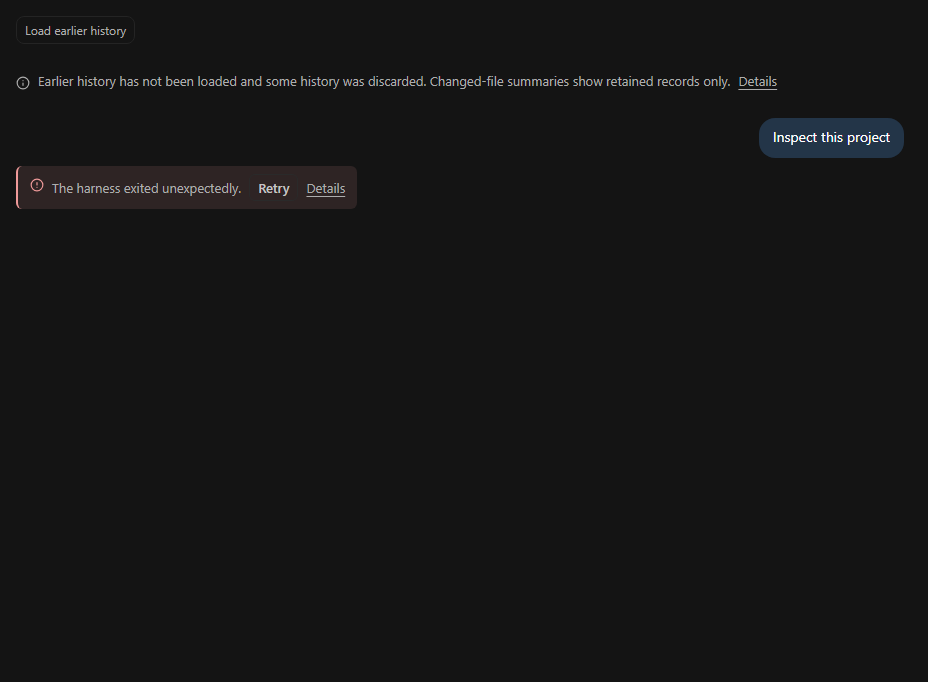 Load earlier history
Earlier history has not been loaded and some history was discarded. Changed-file summaries show retained records only. Details
Inspect this project
The harness exited unexpectedly. Retry Details